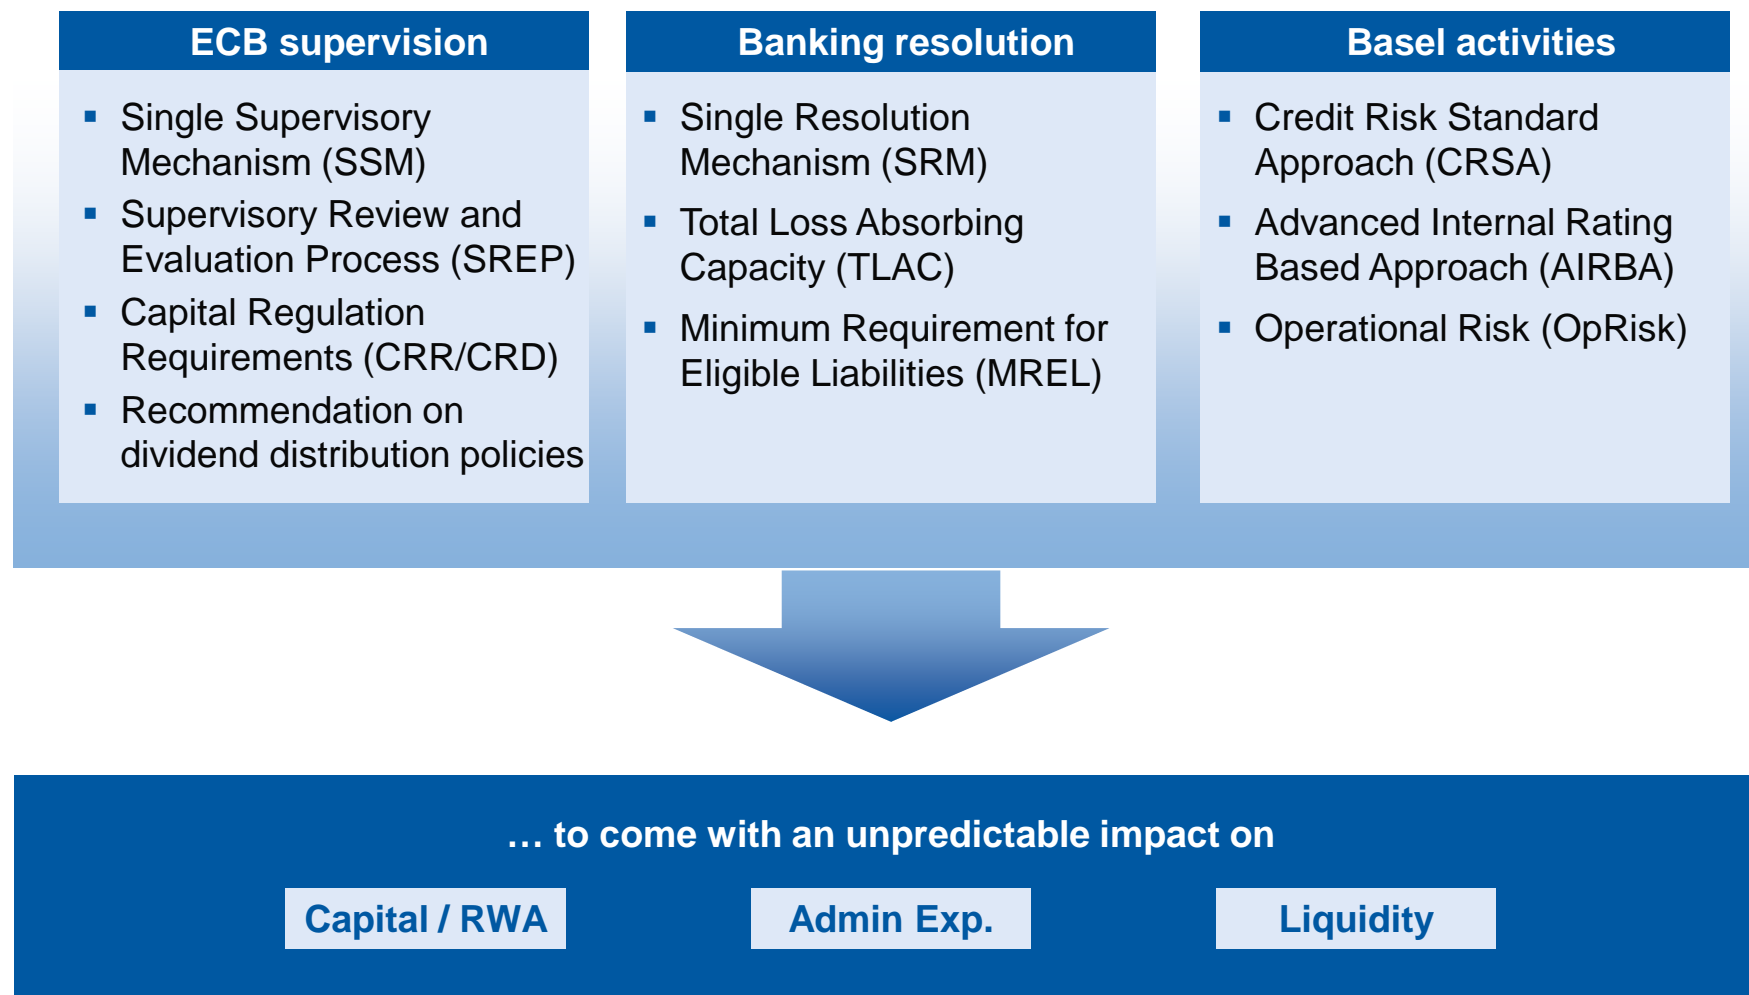 ECB supervision
▪ Single Supervisory
Mechanism (SSM)
▪ Supervisory Review and
Evaluation Process (SREP)
▪ Capital Regulation
Requirements (CRR/CRD)
▪ Recommendation on
dividend distribution policies
Banking resolution
▪ Single Resolution
Mechanism (SRM)
▪ Total Loss Absorbing
Capacity (TLAC)
▪ Minimum Requirement for
Eligible Liabilities (MREL)
Basel activities
▪ Credit Risk Standard
Approach (CRSA)
▪ Advanced Internal Rating
Based Approach (AIRBA)
▪ Operational Risk (OpRisk)
… to come with an unpredictable impact on
Capital / RWA
Admin Exp.
Liquidity